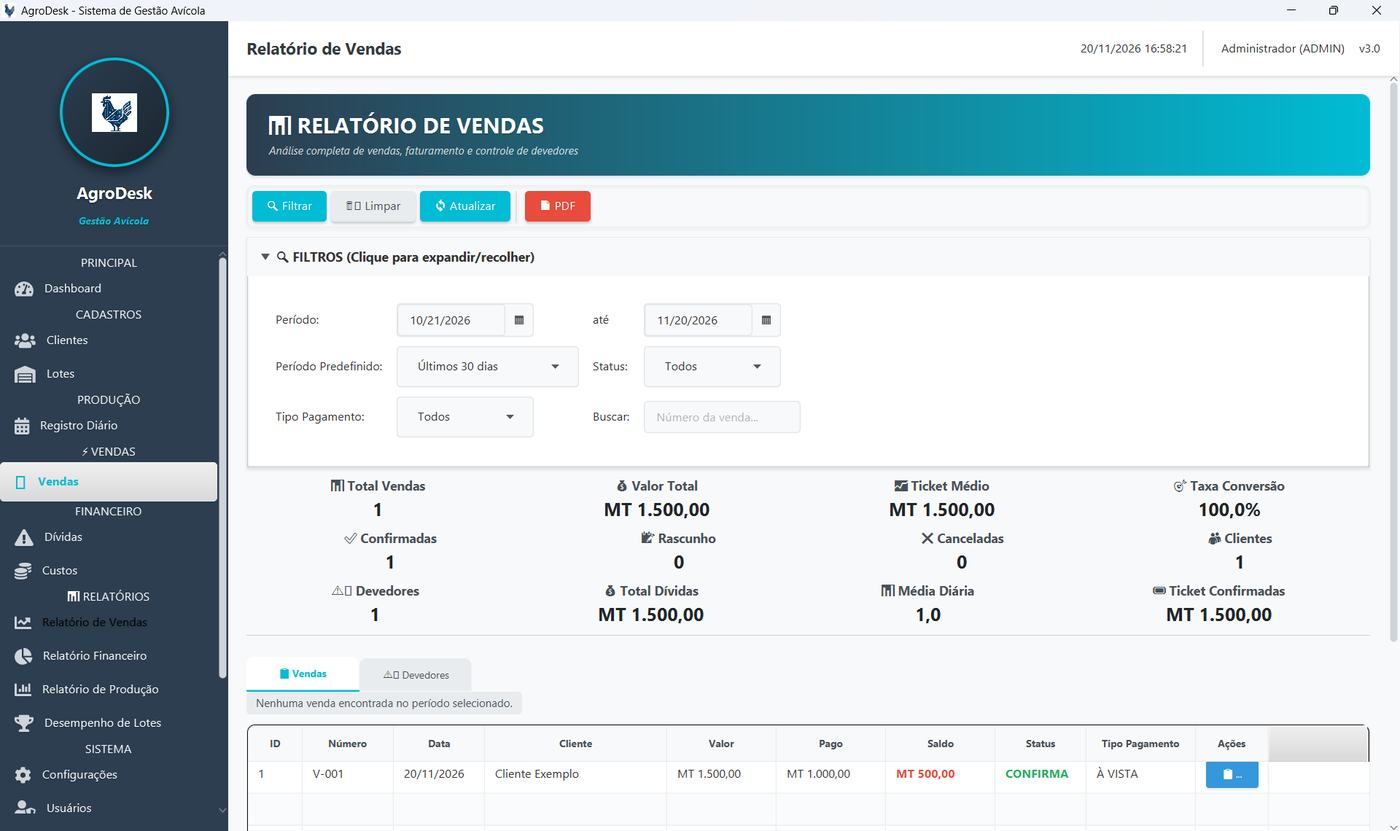 AgroDesk - Sistema de Gestão Avícola
AgroDesk
Gestão Avícola
PRINCIPAL
Dashboard
CADASTROS
Clientes
Lotes
PRODUÇÃO
Registro Diário
⚡ VENDAS
Vendas
FINANCEIRO
Dívidas
Custos
RELATÓRIOS
Relatório de Vendas
Relatório Financeiro
Relatório de Produção
Desempenho de Lotes
SISTEMA
Configurações
Usuários
Relatório de Vendas 20/11/2026 16:58:21 Administrador (ADMIN) v3.0
RELATÓRIO DE VENDAS
Análise completa de vendas, faturamento e controle de devedores
Filtrar Limpar Atualizar PDF
FILTROS (Clique para expandir/recolher)
Período: 10/21/2026 até 11/20/2026
Período Predefinido: Últimos 30 dias Status: Todos
Tipo Pagamento: Todos Buscar: Número da venda...
Total Vendas Valor Total Ticket Médio Taxa Conversão
1 MT 1.500,00 MT 1.500,00 100,0%
Confirmadas Rascunho Canceladas Clientes
1 0 0 1
Devedores Total Dívidas Média Diária Ticket Confirmadas
1 MT 1.500,00 1,0 MT 1.500,00
Vendas Devedores
Nenhuma venda encontrada no período selecionado.
ID Número Data Cliente Valor Pago Saldo Status Tipo Pagamento Ações
1 V-001 20/11/2026 Cliente Exemplo MT 1.500,00 MT 1.000,00 MT 500,00 CONFIRMA À VISTA ...